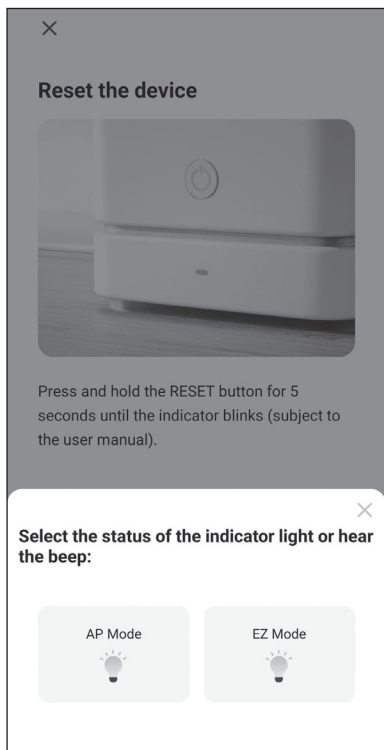 Reset the device
Press and hold the RESET button for 5
seconds until the indicator blinks (subject to
the user manual).
Select the status of the indicator light or hear
the beep:
AP Mode
EZ Mode